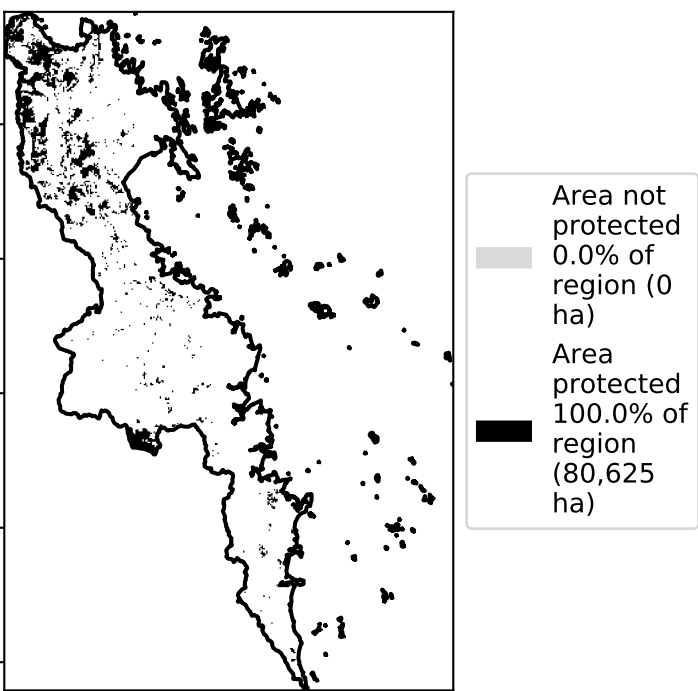 Area not
protected
0.0% of
region (0
ha)
Area
protected
100.0% of
region
(80,625
ha)